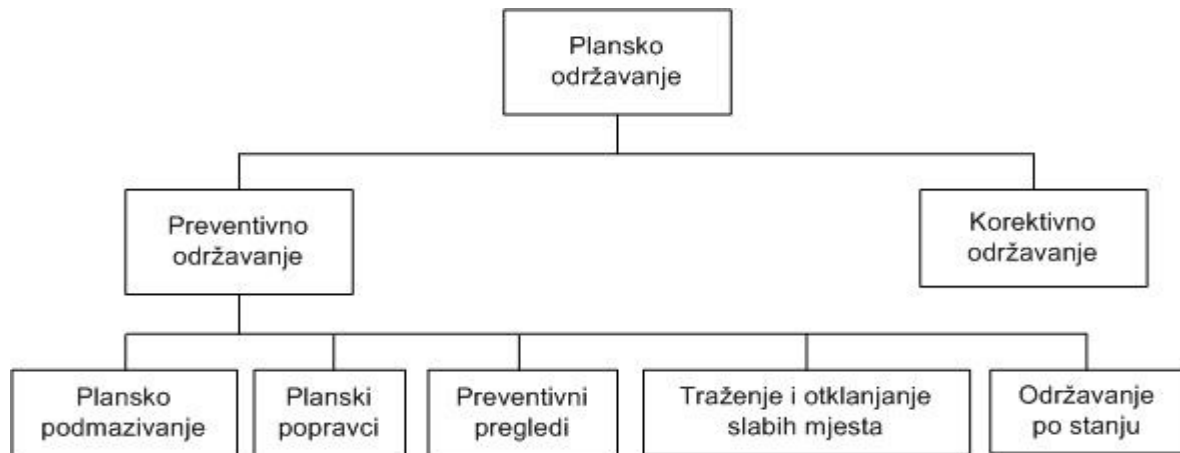 Plansko
održavanje
Preventivno
održavanje
Korektivno
održavanje
Plansko
podmazivanje
Planski
popravci
Preventivni
pregledi
Traženje i otklanjanje
slabih mjesta
Održavanje
po stanju